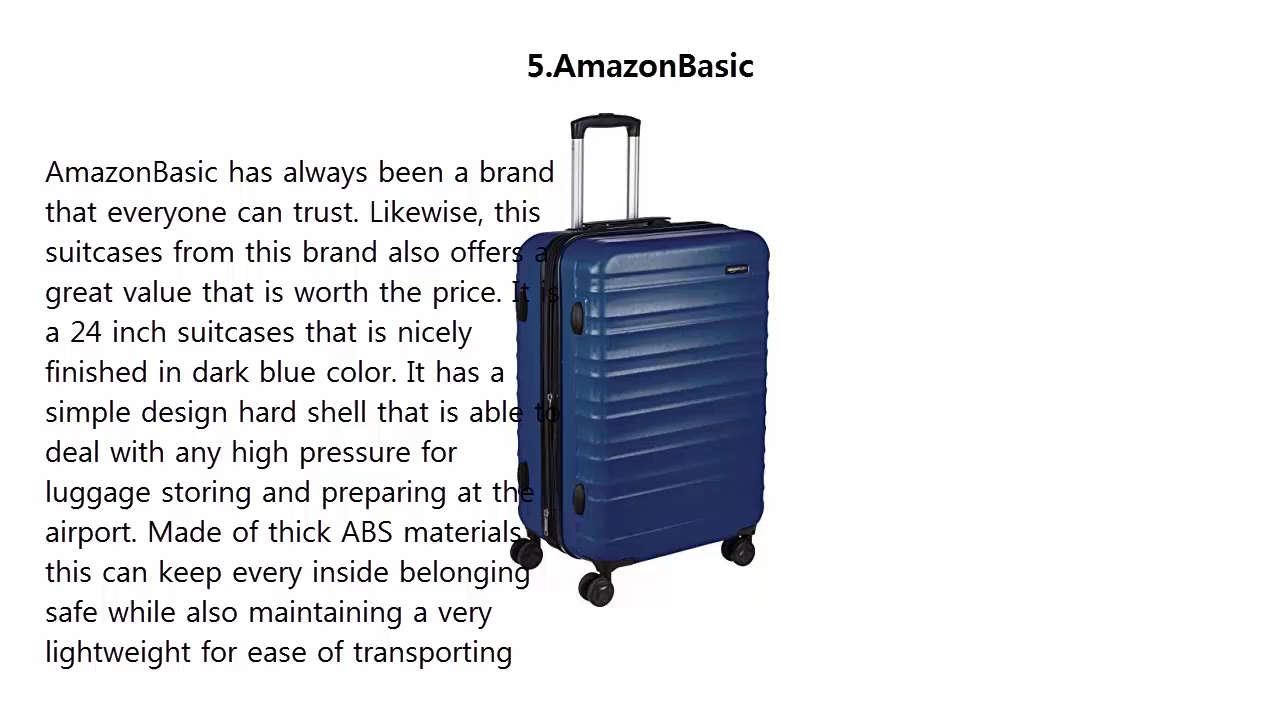 5.AmazonBasic
AmazonBasic has always been a brand
that everyone can trust. Likewise, this
suitcases from this brand also offers a
great value that is worth the price. It is
a 24 inch suitcases that is nicely
finished in dark blue color. It has a
simple design hard shell that is able to
deal with any high pressure for
luggage storing and preparing at the
airport. Made of thick ABS materials,
this can keep every inside belonging
safe while also maintaining a very
lightweight for ease of transporting